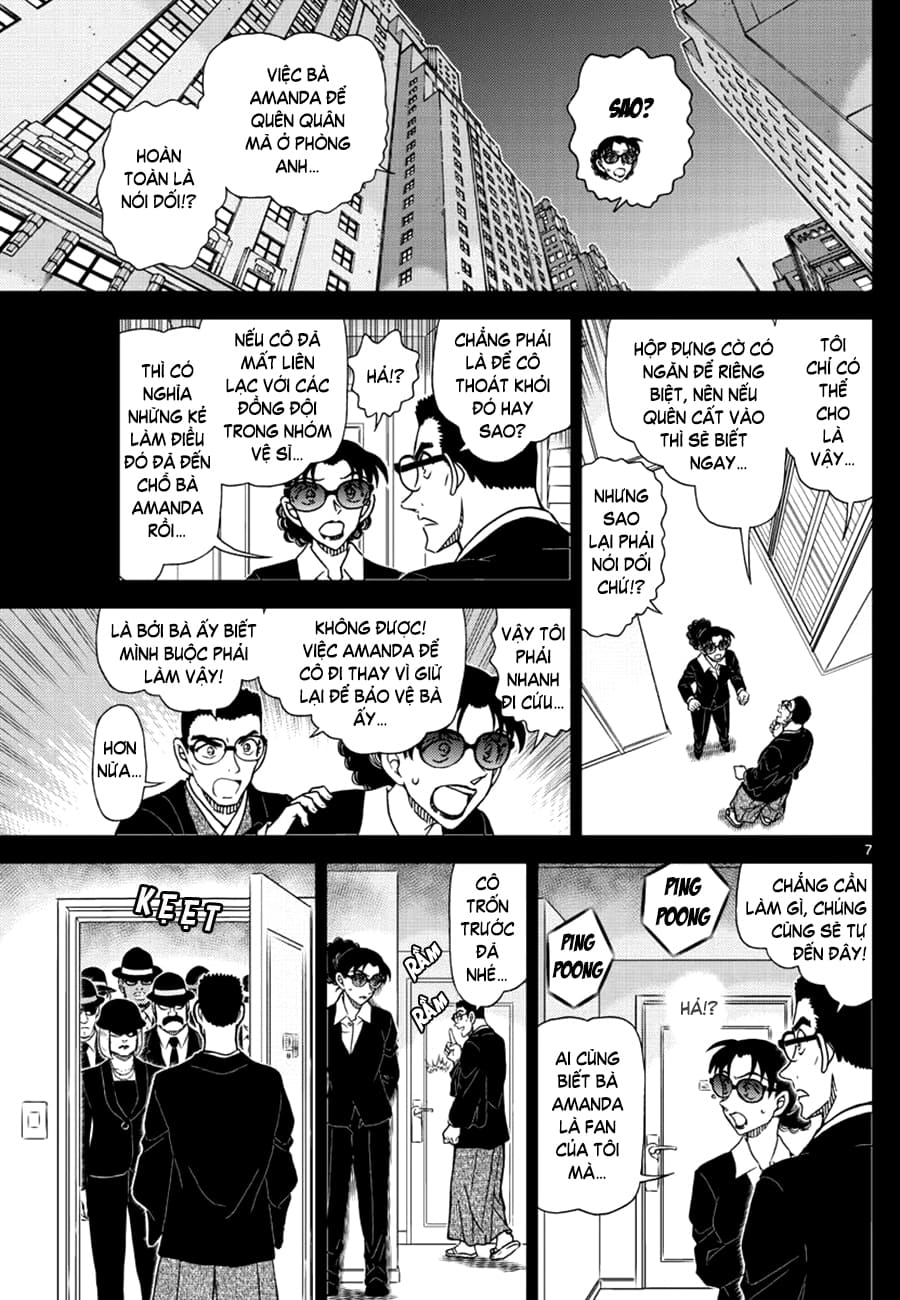 SAO?
VIỆC BÀ
AMANDA ĐỂ
QUÊN QUÂN
MÃ Ở PHÒNG
ANH...
HOÀN
TOÀN LÀ
NÓI DỐI!?
TÔI
CHỈ CÓ
THỂ
CHO
LÀ
VẬY...
HỘP ĐỰNG CỜ CÓ
NGĂN ĐỂ RIÊNG
BIỆT, NÊN NẾU
QUÊN CẤT VÀO
THÌ SẼ BIẾT
NGAY...
NHƯNG
SAO
LẠI PHẢI
NÓI DỐI
CHỨ!?
CHẲNG PHẢI
LÀ ĐỂ CÔ
THOÁT KHỎI
ĐÓ HAY
SAO?
HẢ!?
NẾU CÔ ĐÃ
MẤT LIÊN
LẠC VỚI CÁC
ĐỒNG ĐỘI
TRONG NHÓM
VỆ SĨ...
THÌ CÓ
NGHĨA
NHỮNG KẺ
LÀM ĐIỀU
ĐÓ ĐÃ ĐẾN
CHỖ BÀ
AMANDA
RỒI...
VẬY TÔI
PHẢI
NHANH
ĐI CỨU...
KHÔNG ĐƯỢC!
VIỆC AMANDA ĐỂ
CÔ ĐI THAY VÌ GIỮ
LẠI ĐỂ BẢO VỆ BÀ
ẤY...
LÀ BỞI BÀ ẤY BIẾT
MÌNH BUỘC PHẢI
LÀM VẬY!
HƠN
NỮA...
7
CHẲNG CẦN
LÀM GÌ, CHÚNG
CŨNG SẼ TỰ
ĐẾN ĐÂY!
PING
POONG
PING
POONG
HẢ!?
AI CŨNG
BIẾT BÀ
AMANDA
LÀ FAN
CỦA TÔI
MÀ...
CÔ
TRỐN
TRƯỚC
ĐÃ
NHÉ...
RẦM
RẦM
KẸẸT